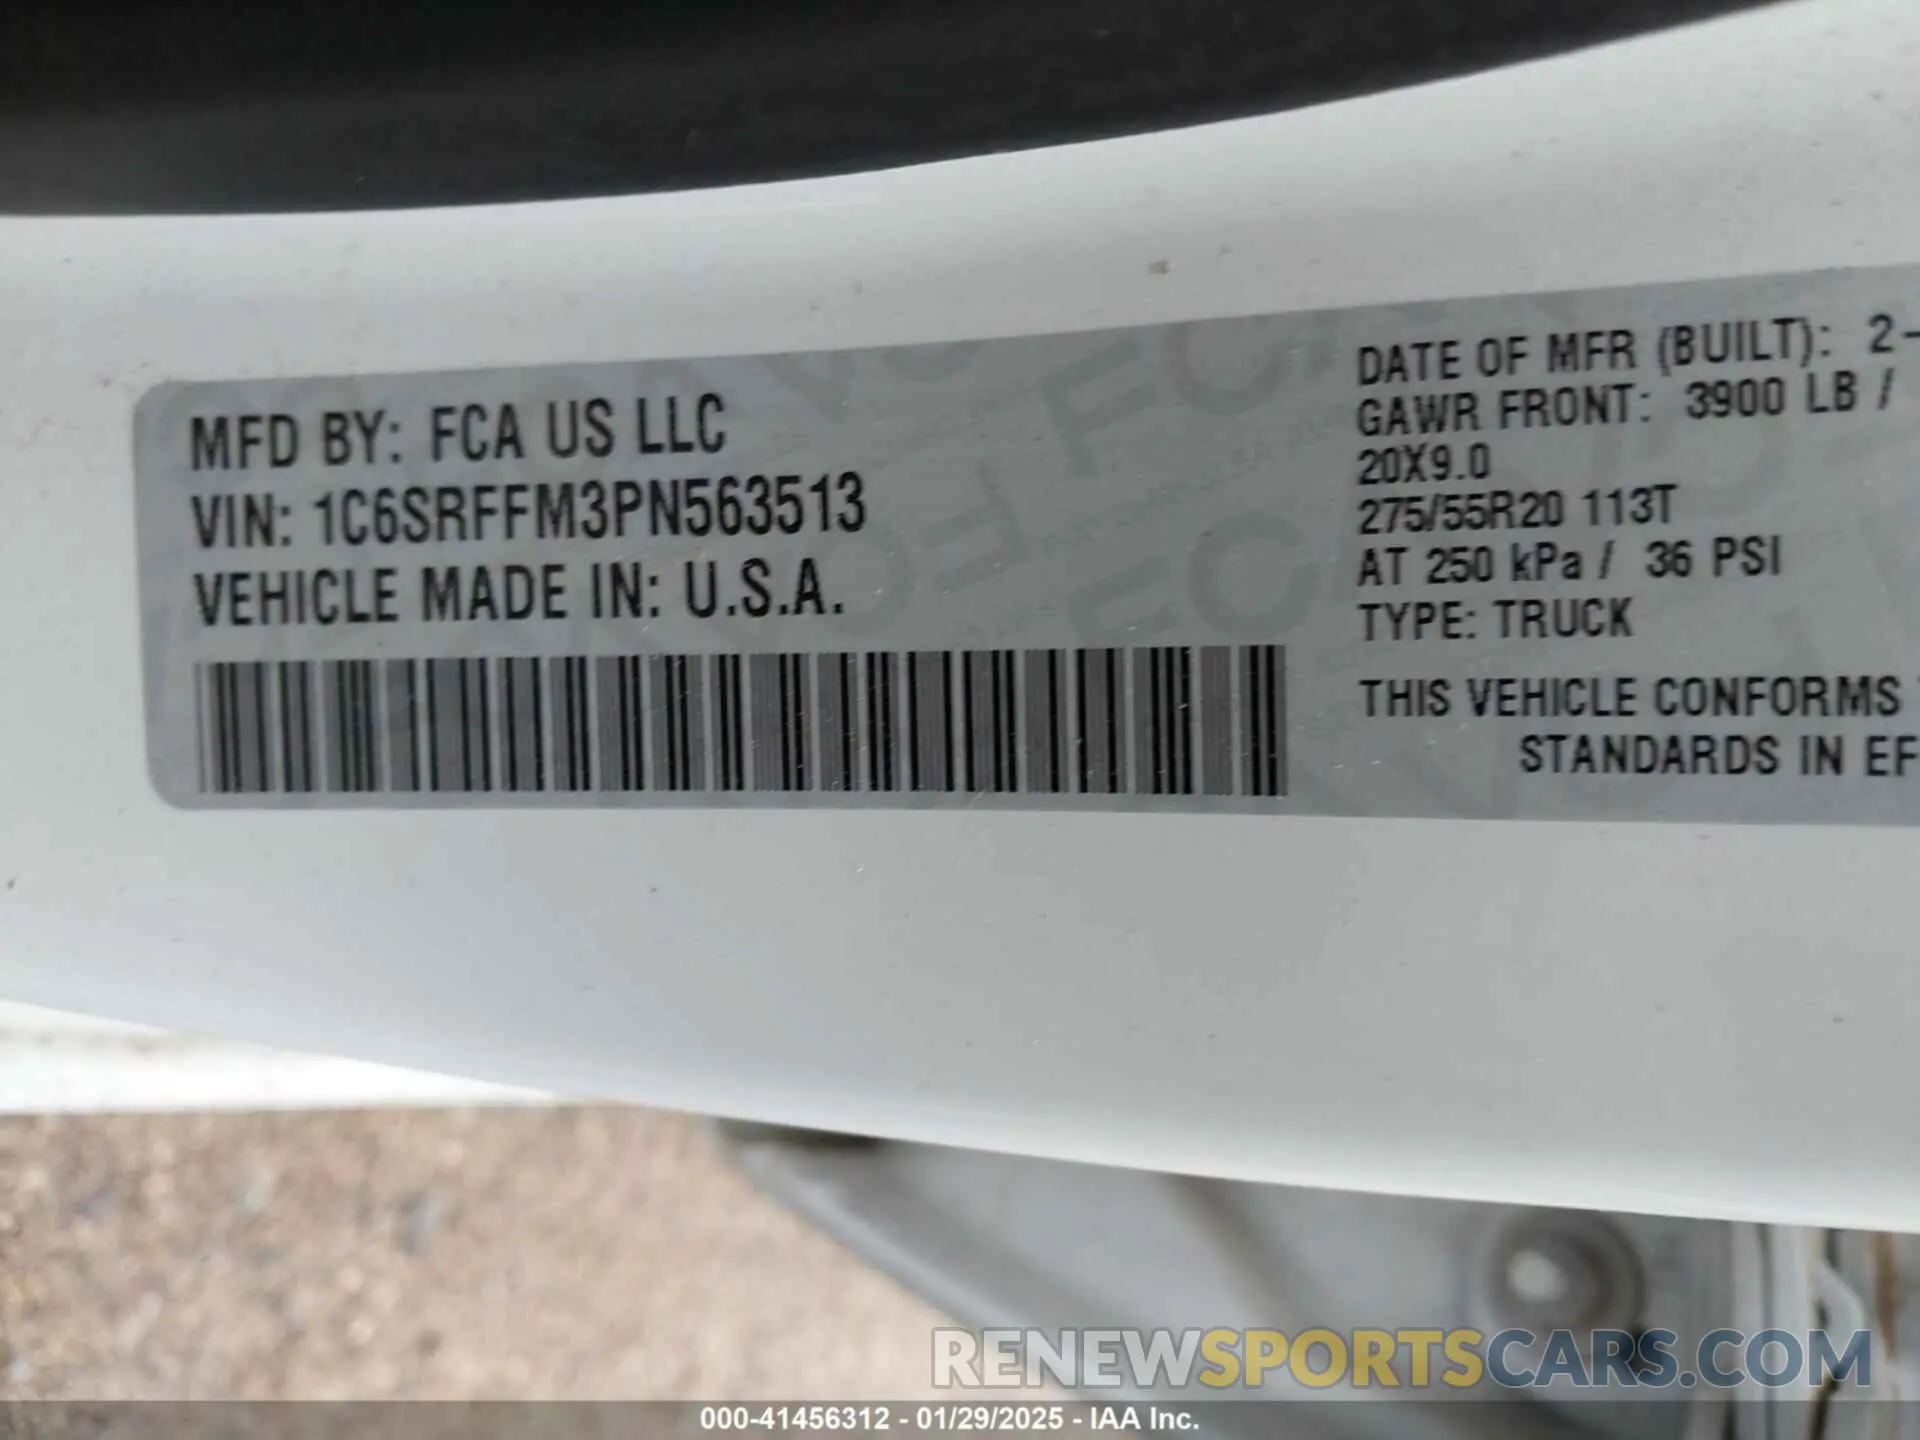 MFD BY: FCA US LLC
VIN: 1C6SRFFM3PN563513
VEHICLE MADE IN: U.S.A.
DATE OF MFR (BUILT): 2-
GAWR FRONT: 3900 LB /
20X9.0
275/55R20 113T
AT 250 kPa / 36 PSI
TYPE: TRUCK
THIS VEHICLE CONFORMS
STANDARDS IN EF
RENEWSPORTSCARS.COM
000-41456312 - 01/29/2025 - IAA Inc.